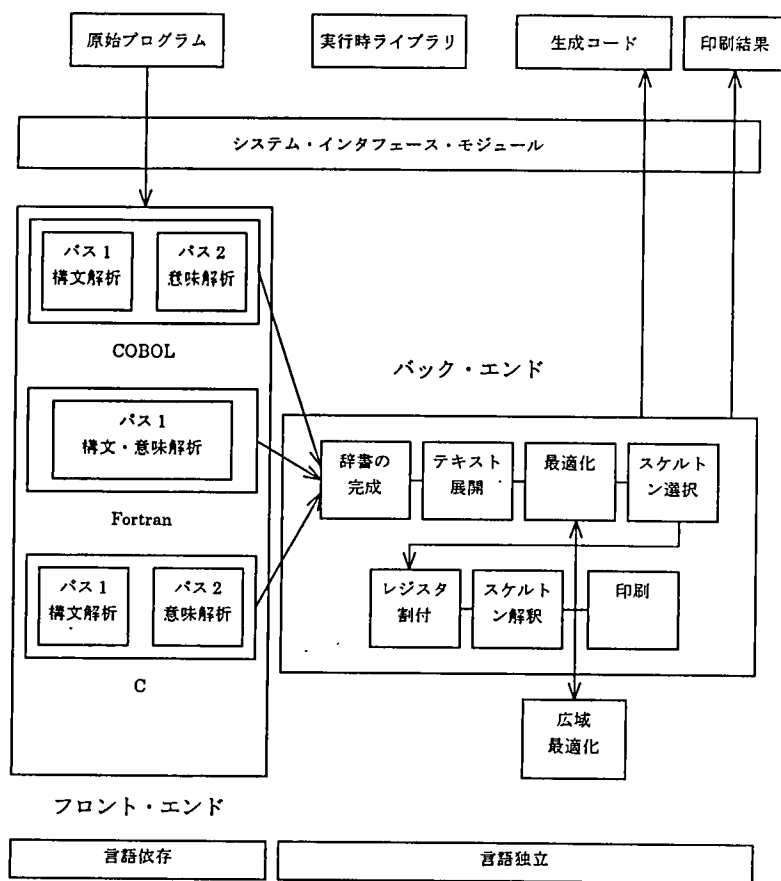 原始プログラム
実行時ライブラリ
生成コード
印刷結果
システム・インタフェース・モジュール
パス1
構文解析
パス2
意味解析
COBOL
パス1
構文・意味解析
Fortran
パス1
構文解析
パス2
意味解析
C
フロント・エンド
バック・エンド
辞書の
完成
テキスト
展開
最適化
スケルト
ン選択
レジスタ
割付
スケルト
ン解釈
印刷
広域
最適化
言語依存
言語独立